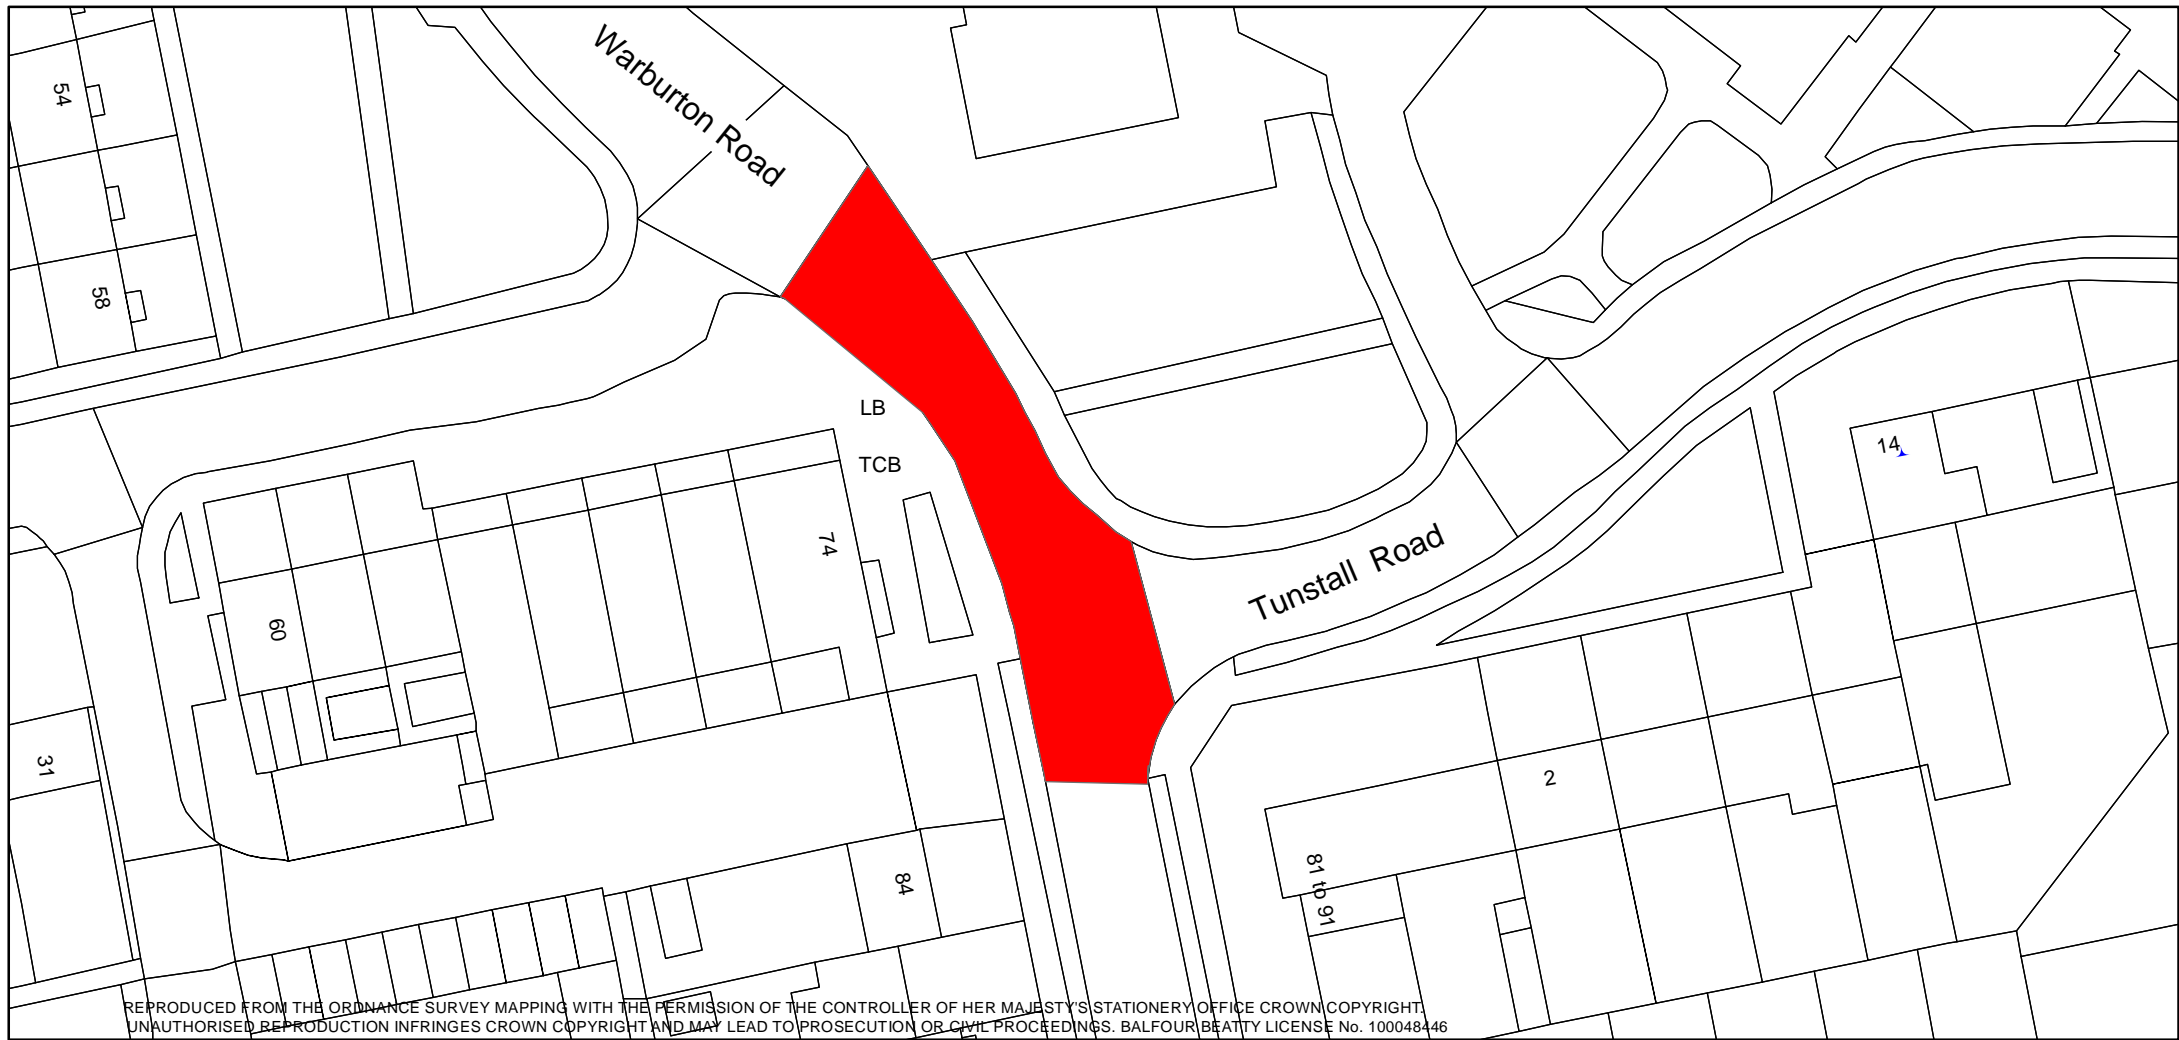 Warburton Road
54
58
LB
TCB
14
74
Tunstall Road
60
31
2
84
81 to 91
REPRODUCED FROM THE ORDNANCE SURVEY MAPPING WITH THE PERMISSION OF THE CONTROLLER OF HER MAJESTY'S STATIONERY OFFICE CROWN COPYRIGHT.
UNAUTHORISED REPRODUCTION INFRINGES CROWN COPYRIGHT AND MAY LEAD TO PROSECUTION OR CIVIL PROCEEDINGS. BALFOUR BEATTY LICENSE No. 100048446